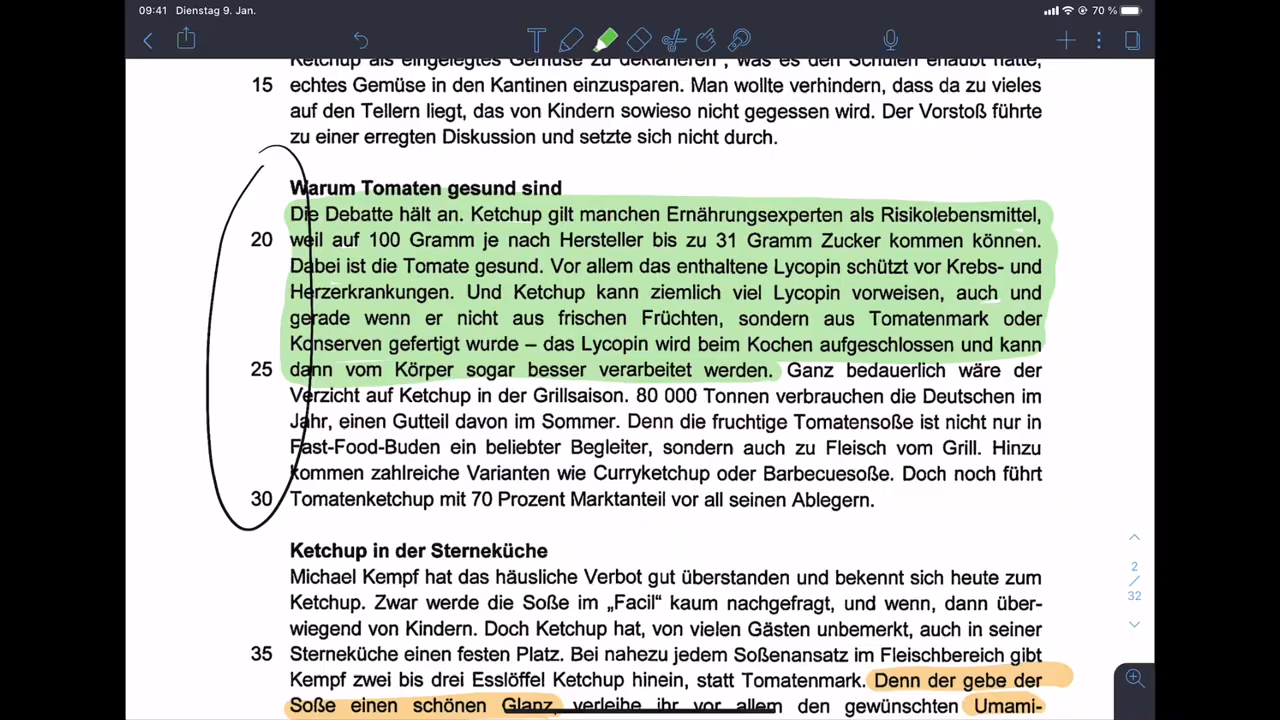 09:41 Dienstag 9. Jan.
70 %
Ketchup als eingelegtes Gemüse zu deklarieren , was es den Schulen erlaubt hätte,
15 echtes Gemüse in den Kantinen einzusparen. Man wollte verhindern, dass da zu vieles
auf den Tellern liegt, das von Kindern sowieso nicht gegessen wird. Der Vorstoß führte
zu einer erregten Diskussion und setzte sich nicht durch.
Warum Tomaten gesund sind
Die Debatte hält an. Ketchup gilt manchen Ernährungsexperten als Risikolebensmittel,
20 weil auf 100 Gramm je nach Hersteller bis zu 31 Gramm Zucker kommen können.
Dabei ist die Tomate gesund. Vor allem das enthaltene Lycopin schützt vor Krebs- und
Herzerkrankungen. Und Ketchup kann ziemlich viel Lycopin vorweisen, auch und
gerade wenn er nicht aus frischen Früchten, sondern aus Tomatenmark oder
Konserven gefertigt wurde – das Lycopin wird beim Kochen aufgeschlossen und kann
25 dann vom Körper sogar besser verarbeitet werden. Ganz bedauerlich wäre der
Verzicht auf Ketchup in der Grillsaison. 80 000 Tonnen verbrauchen die Deutschen im
Jahr, einen Gutteil davon im Sommer. Denn die fruchtige Tomatensoße ist nicht nur in
Fast-Food-Buden ein beliebter Begleiter, sondern auch zu Fleisch vom Grill. Hinzu
kommen zahlreiche Varianten wie Curryketchup oder Barbecuesoße. Doch noch führt
30 Tomatenketchup mit 70 Prozent Marktanteil vor all seinen Ablegern.
Ketchup in der Sterneküche
Michael Kempf hat das häusliche Verbot gut überstanden und bekennt sich heute zum
Ketchup. Zwar werde die Soße im „Facil“ kaum nachgefragt, und wenn, dann über-
wiegend von Kindern. Doch Ketchup hat, von vielen Gästen unbemerkt, auch in seiner
35 Sterneküche einen festen Platz. Bei nahezu jedem Soßenansatz im Fleischbereich gibt
Kempf zwei bis drei Esslöffel Ketchup hinein, statt Tomatenmark. Denn der gebe der
Soße einen schönen Glanz, verleihe ihr vor allem den gewünschten Umami-
2
/
32